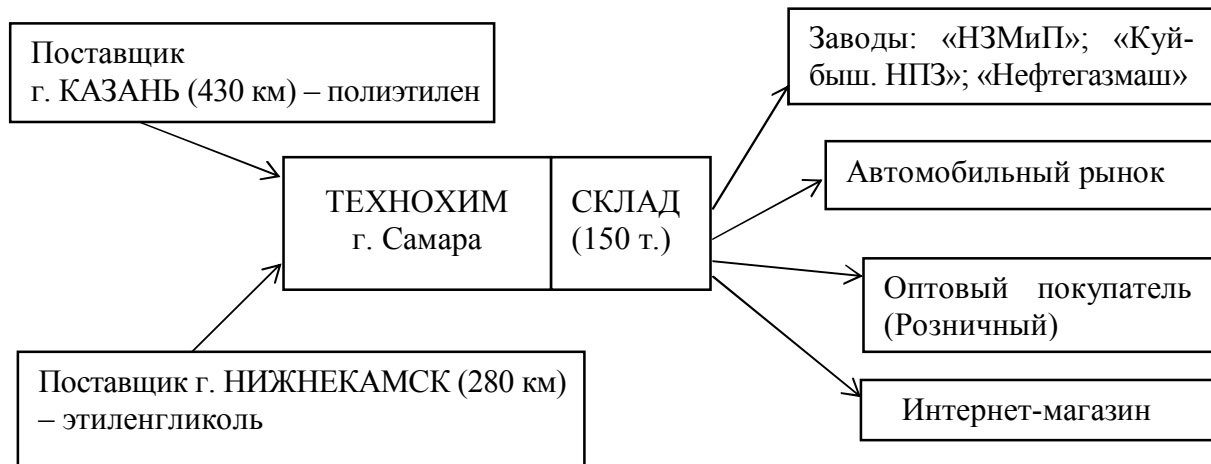 Поставщик
г. КАЗАНЬ (430 км) – полиэтилен
Заводы: «НЗМиП»; «Куй-
быш. НПЗ»; «Нефтегазмаш»
ТЕХНОХИМ
г. Самара
СКЛАД
(150 т.)
Автомобильный рынок
Оптовый покупатель
(Розничный)
Поставщик г. НИЖНЕКАМСК (280 км)
– этиленгликоль
Интернет-магазин